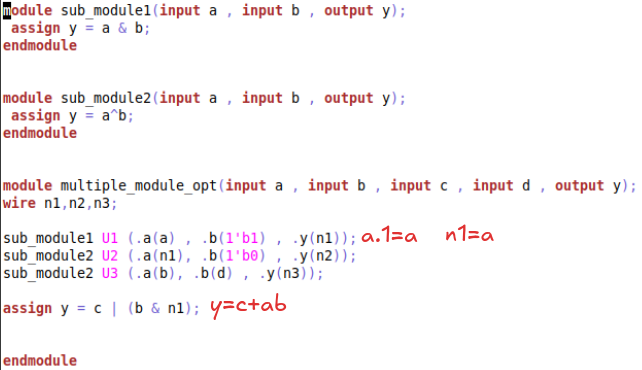 module sub_module1(input a , input b , output y);
assign y = a & b;
endmodule
module sub_module2(input a , input b , output y);
assign y = a^b;
endmodule
module multiple_module_opt(input a , input b , input c , input d , output y);
wire n1,n2,n3;
sub_module1 U1 (.a(a) , .b(1'b1) , .y(n1)); a.1=a n1=a
sub_module2 U2 (.a(n1), .b(1'b0) , .y(n2));
sub_module2 U3 (.a(b), .b(d) , .y(n3));
assign y = c | (b & n1); y=c+ab
endmodule